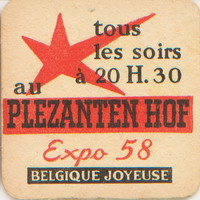 tous
les soirs
à 20 H. 30
au
PLEZANTEN HOF
Expo 58
BELGIQUE JOYEUSE